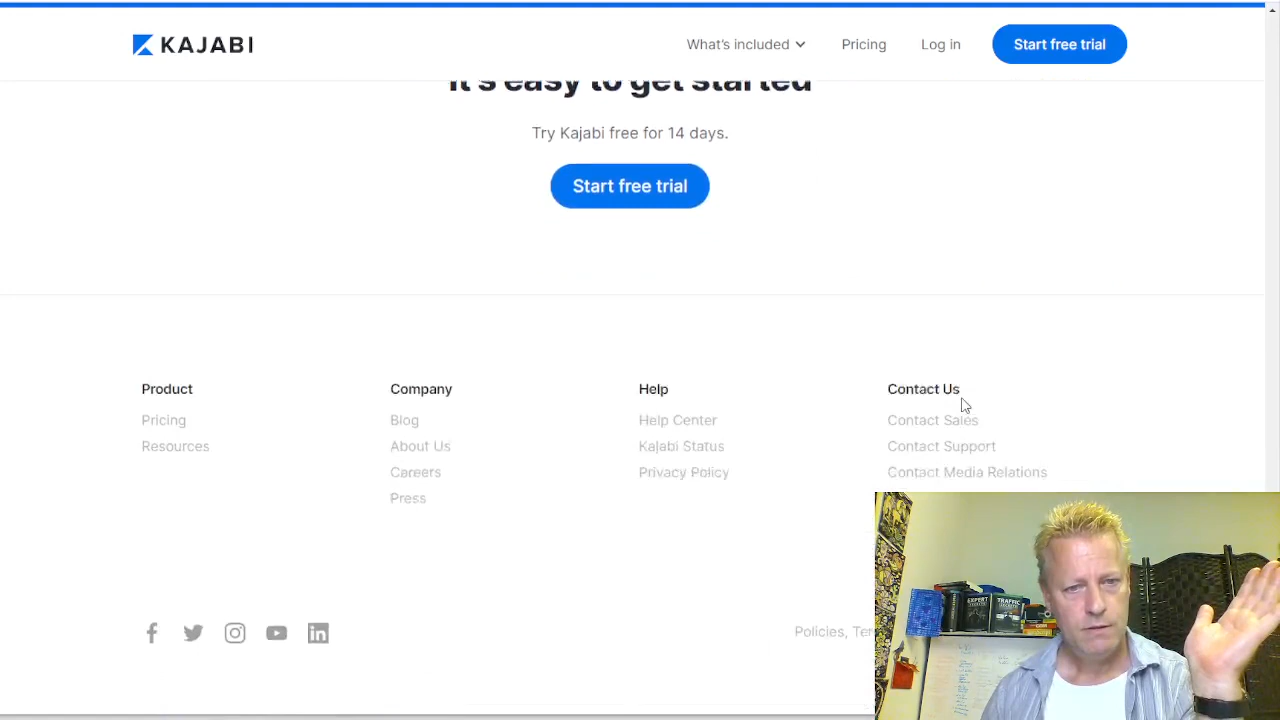 KAJABI
What's included
Pricing
Log in
Start free trial
It's easy to get started
Try Kajabi free for 14 days.
Start free trial
Product
Pricing
Resources
Company
Blog
About Us
Careers
Press
Help
Help Center
Kajabi Status
Privacy Policy
Contact Us
Contact Sales
Contact Support
Contact Media Relations
Policies,
EXPERT
TRAFFIC